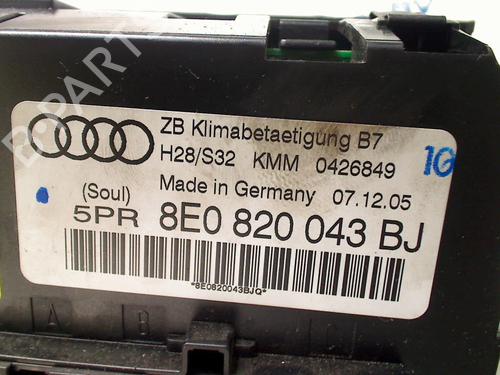 B-PARTS
ZB Klimabetaetigung B7
H28/S32 KMM 0426849
1G
(Soul) Made in Germany 07.12.05
5PR 8E0 820 043 BJ
*8E0820043BJQ*
A B